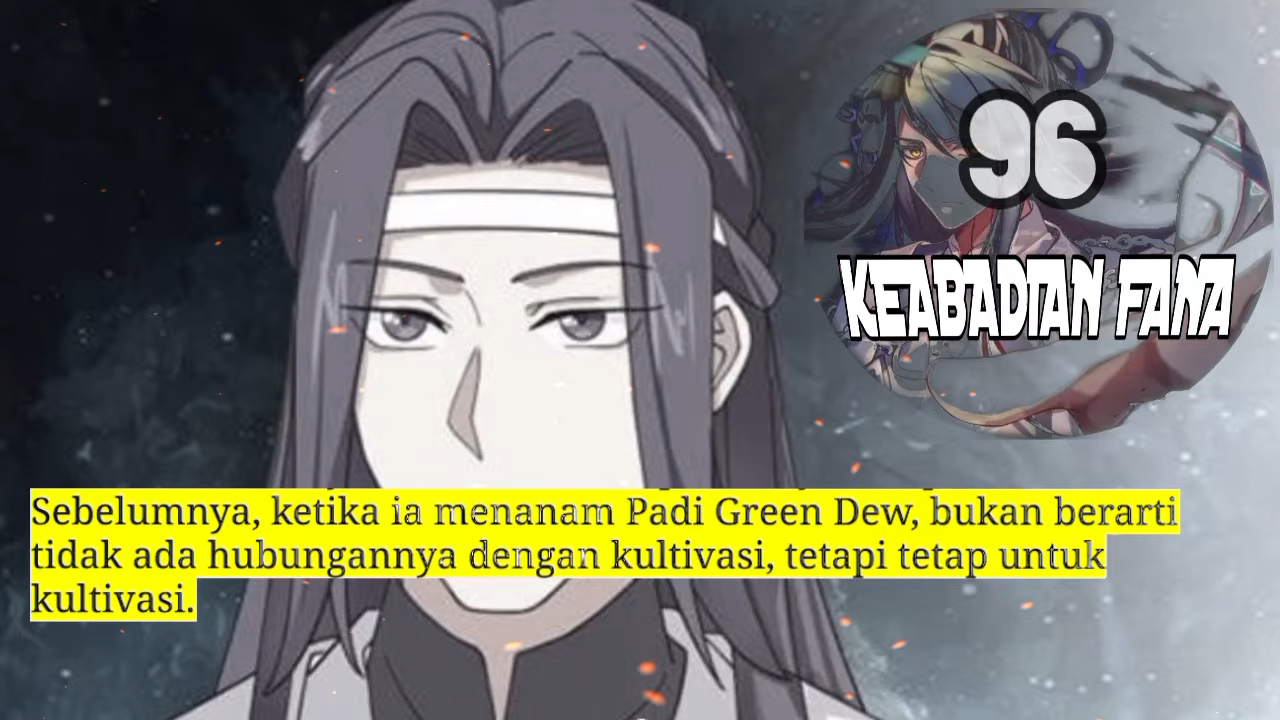 96
KEABADIAN FANA
Sebelumnya, ketika ia menanam Padi Green Dew, bukan berarti
tidak ada hubungannya dengan kultivasi, tetapi tetap untuk
kultivasi.